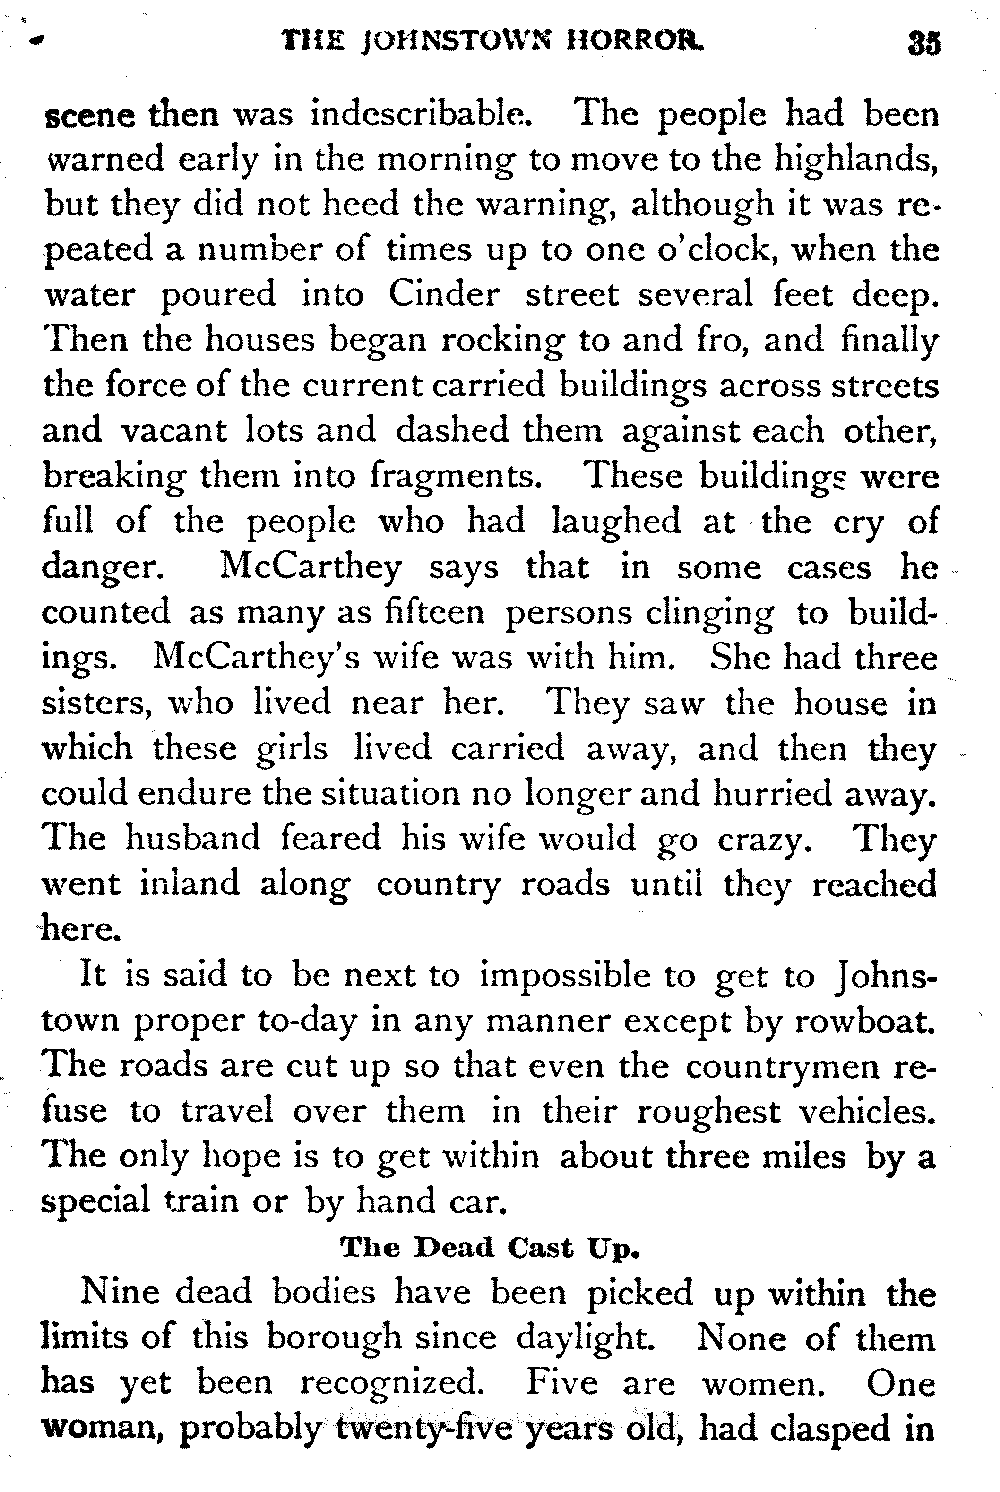 THE JOHNSTOWN HORROR. 35
scene then was indescribable. The people had been
warned early in the morning to move to the highlands,
but they did not heed the warning, although it was re-
peated a number of times up to one o'clock, when the
water poured into Cinder street several feet deep.
Then the houses began rocking to and fro, and finally
the force of the current carried buildings across streets
and vacant lots and dashed them against each other,
breaking them into fragments. These buildings were
full of the people who had laughed at the cry of
danger. McCarthey says that in some cases he
counted as many as fifteen persons clinging to build-
ings. McCarthey's wife was with him. She had three
sisters, who lived near her. They saw the house in
which these girls lived carried away, and then they
could endure the situation no longer and hurried away.
The husband feared his wife would go crazy. They
went inland along country roads until they reached
here.
It is said to be next to impossible to get to Johns-
town proper to-day in any manner except by rowboat.
The roads are cut up so that even the countrymen re-
fuse to travel over them in their roughest vehicles.
The only hope is to get within about three miles by a
special train or by hand car.
The Dead Cast Up.
Nine dead bodies have been picked up within the
limits of this borough since daylight. None of them
has yet been recognized. Five are women. One
woman, probably twenty-five years old, had clasped in